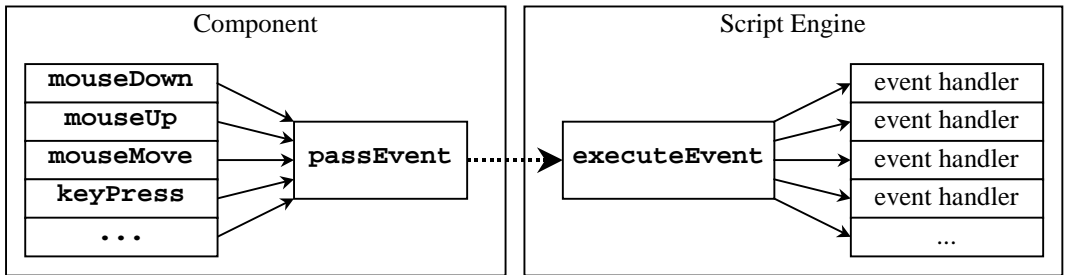 Component
mouseDown
mouseUp
mouseMove
keyPress
...
passEvent
Script Engine
executeEvent
event handler
event handler
event handler
event handler
...